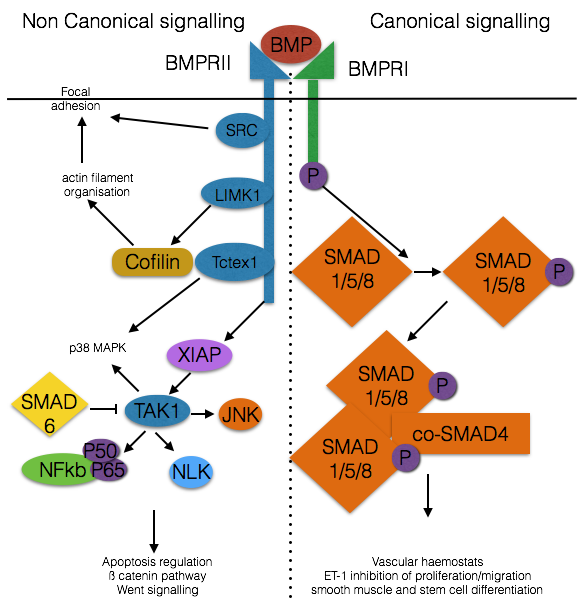 Non Canonical signalling
Canonical signalling
BMP
BMPRII
BMPRI
Focal
adhesion
SRC
P
actin filament
organisation
LIMK1
Cofilin
Tctex1
SMAD
1/5/8
SMAD
1/5/8
P
p38 MAPK
XIAP
SMAD
1/5/8
P
SMAD
6
TAK1
JNK
co-SMAD4
SMAD
1/5/8
P
P50
NFkb
P65
NLK
Apoptosis regulation
ß catenin pathway
Went signalling
Vascular haemostats
ET-1 inhibition of proliferation/migration
smooth muscle and stem cell differentiation